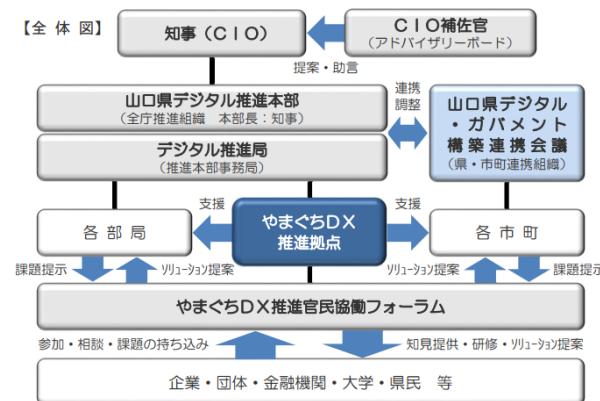 【全体図】
知事（ＣＩＯ）
ＣＩＯ補佐官
（アドバイザリーボード）
提案・助言
山口県デジタル推進本部
（全庁推進組織　本部長：知事）
デジタル推進局
（推進本部事務局）
連携
調整
山口県デジタル
・ガバメント
構築連携会議
（県・市町連携組織）
各部局
支援
やまぐちＤＸ
推進拠点
支援
各市町
課題提示
ソリューション提案
ソリューション提案
課題提示
やまぐちＤＸ推進官民協働フォーラム
参加・相談・課題の持ち込み
知見提供・研修・ソリューション提案
企業・団体・金融機関・大学・県民　等